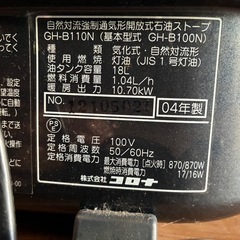 自然対流強制通気形開放式石油ストーブ
GH-B110N (基本型式 GH-B100N)
種類 気化式・自然対流形
使用燃料 灯油 (JIS1号灯油)
油タンク容量 18L
燃料消費量 1.04L/h
暖房出力 10.70kW
NO.
04年製
PSE
定格電圧 100V
定格周波数 50/60Hz
最大消費電力 [点火時] 870/870W
定格消費電力 燃焼時消費電力 17/16W
株式会社 コロナ